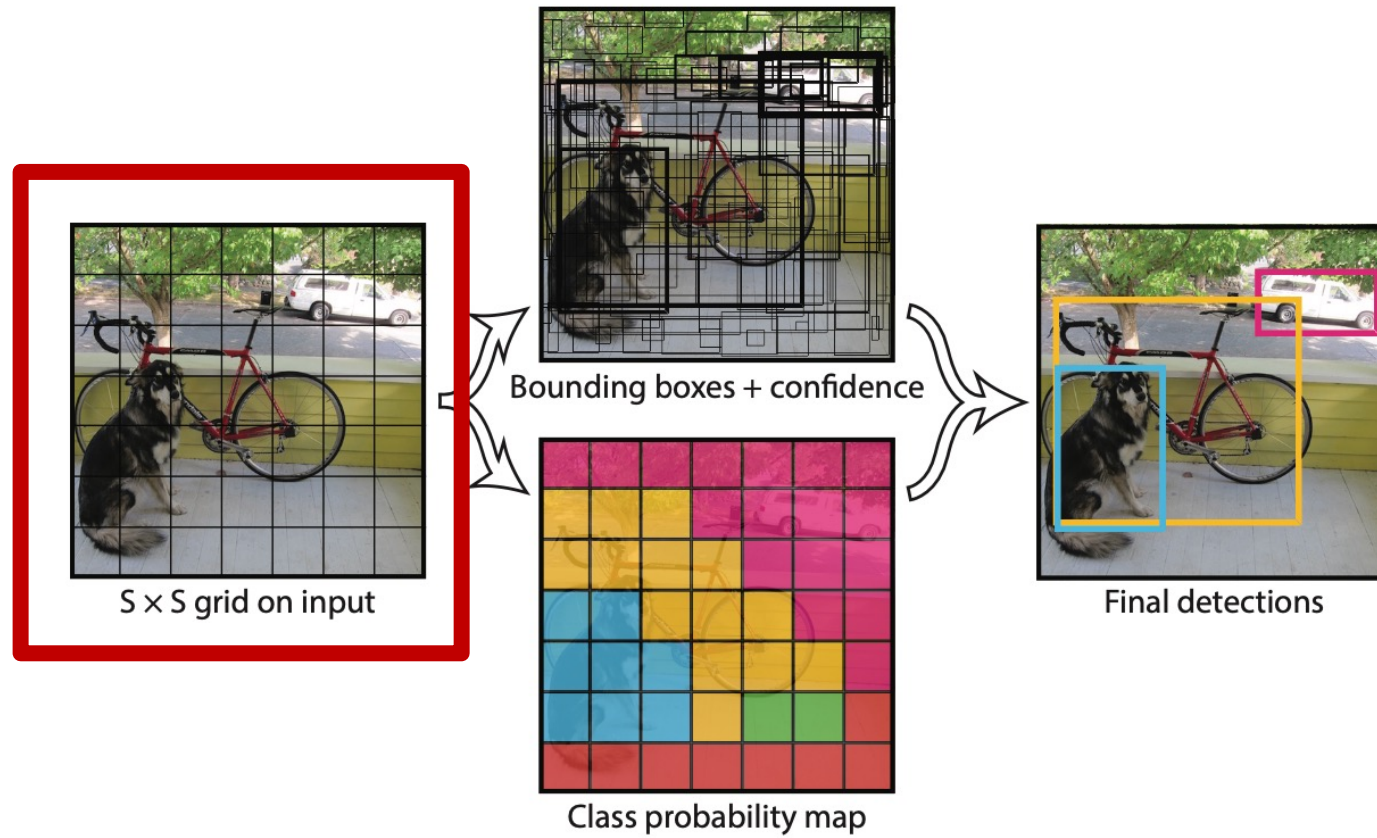 S × S grid on input
Bounding boxes + confidence
Class probability map
Final detections